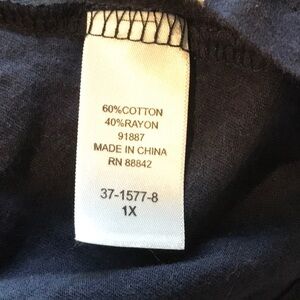 60%COTTON
40%RAYON
91887
MADE IN CHINA
RN 88842
37-1577-8
1X